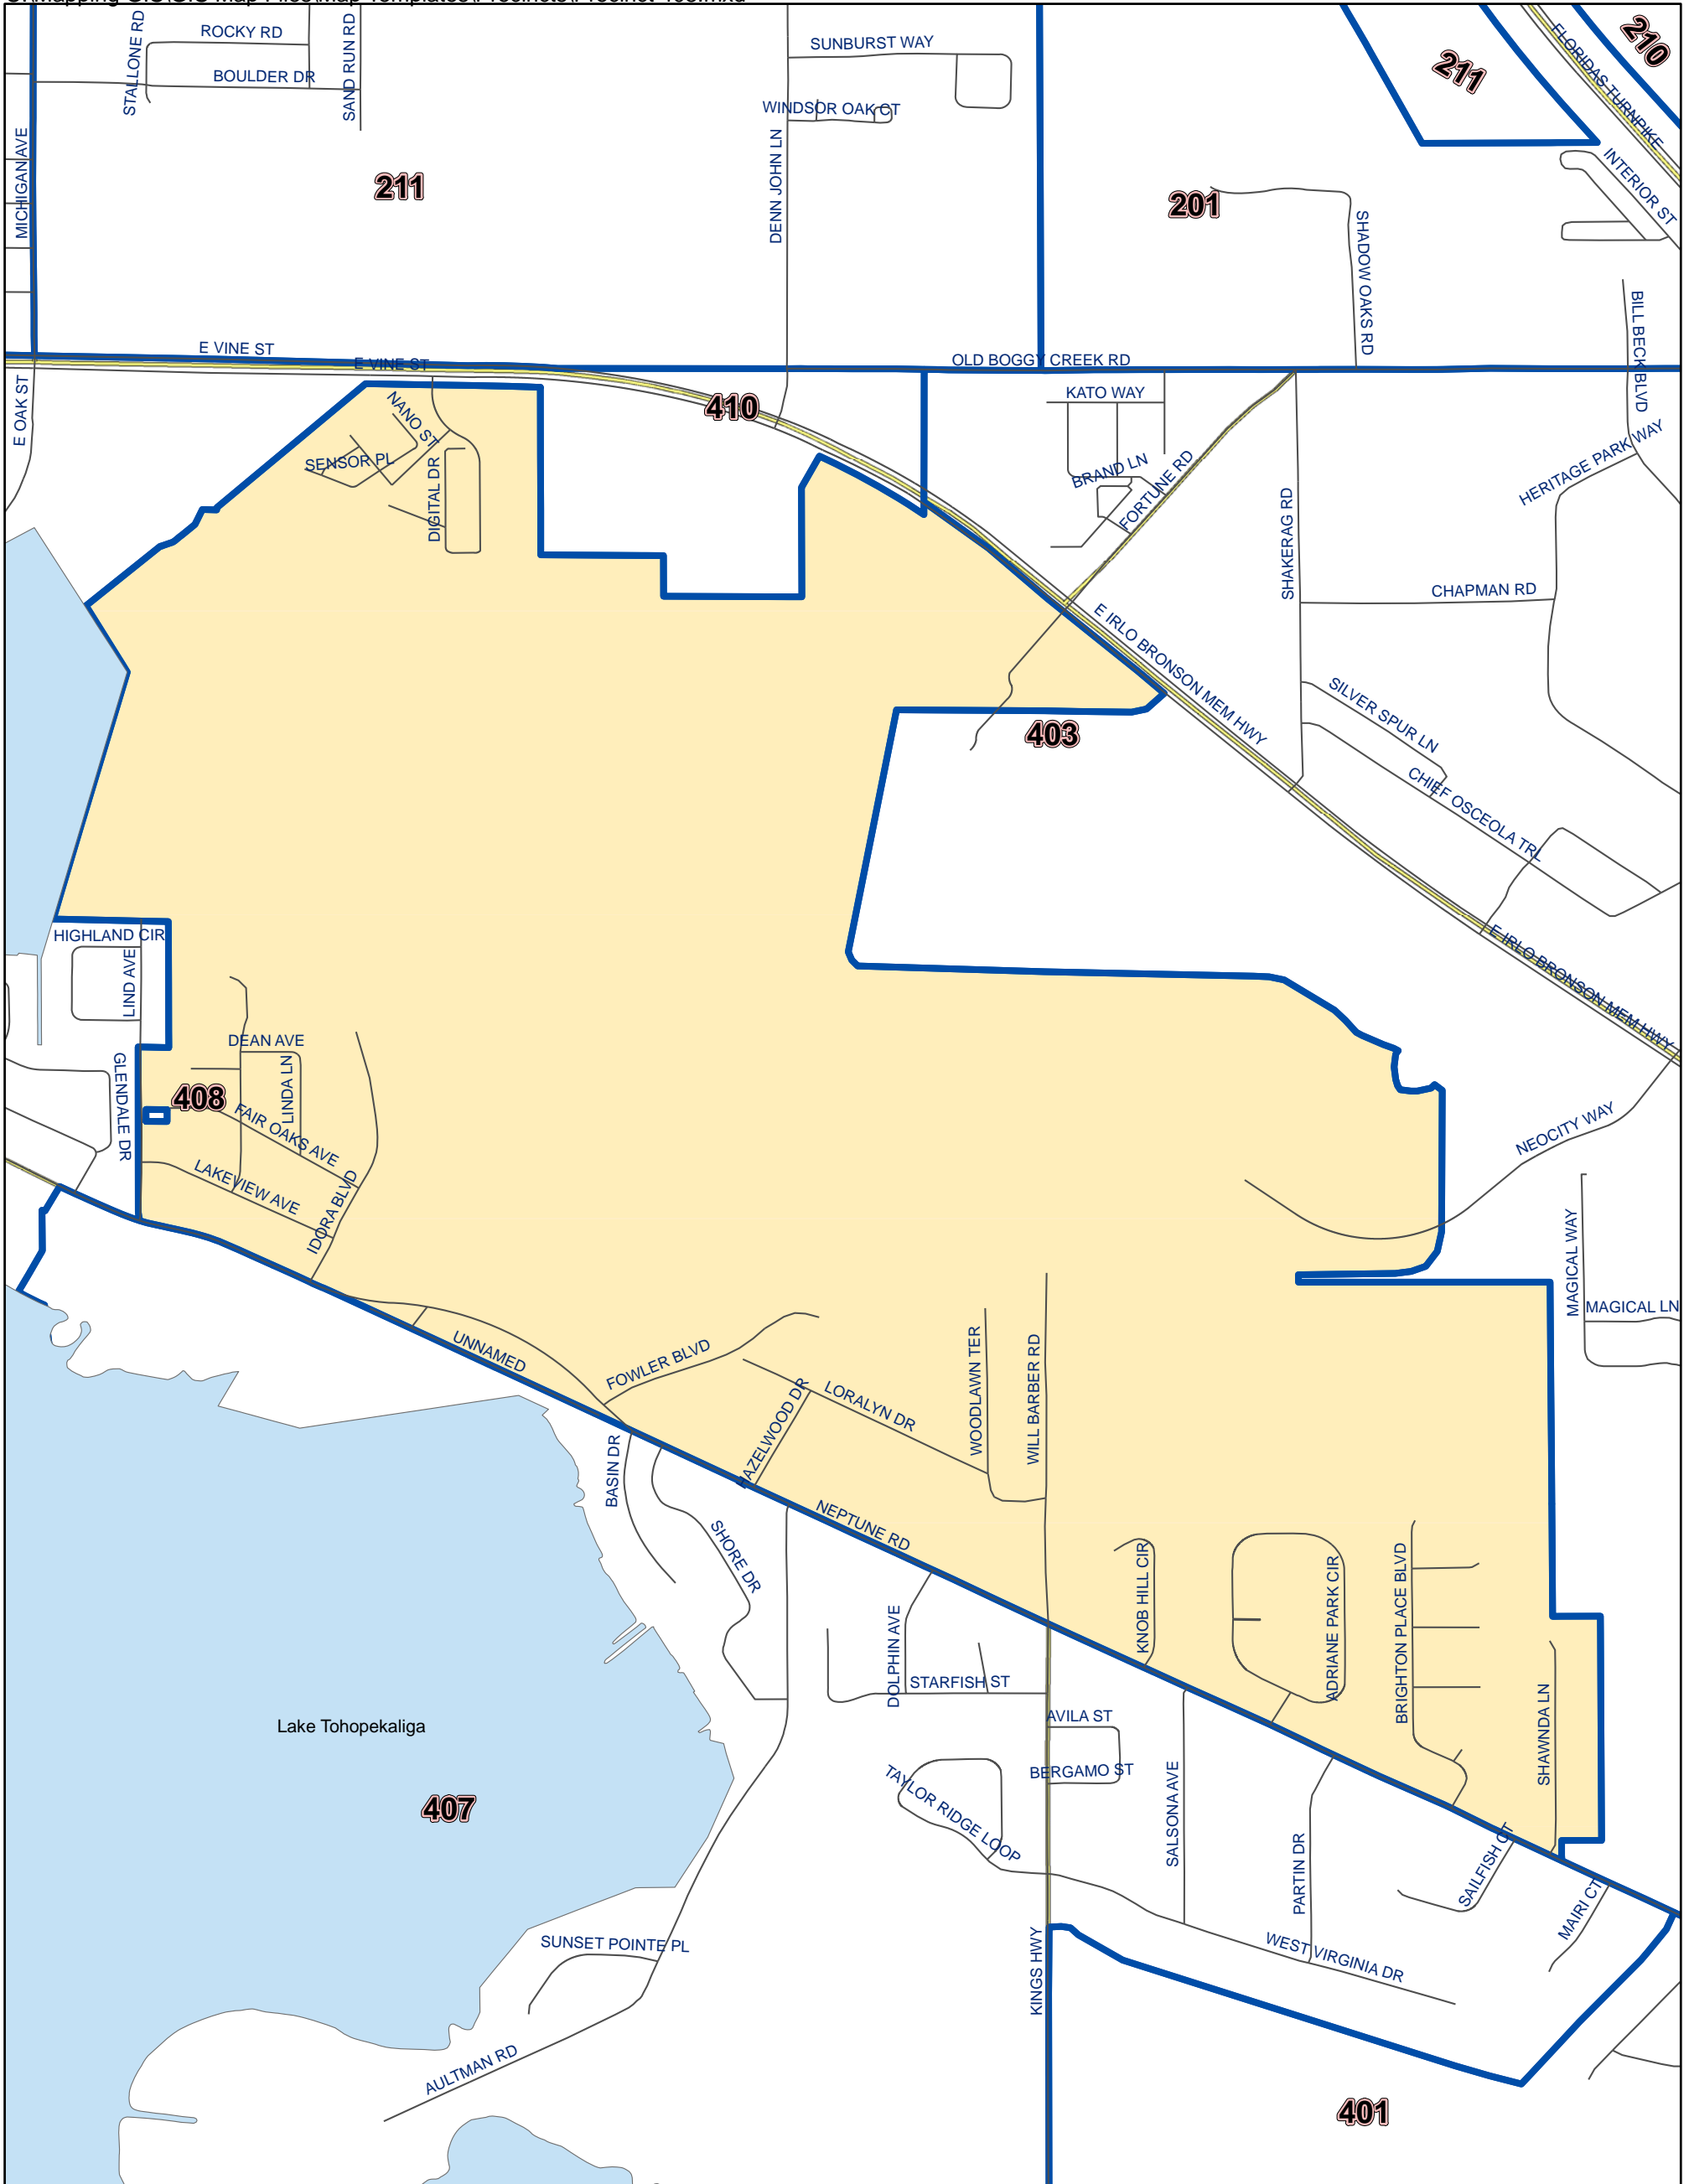 STALLONE RD
ROCKY RD
BOULDER DR
SAND RUN RD
MICHIGAN AVE
211
SUNBURST WAY
WINDSOR OAK CT
DENN JOHN LN
201
211
210
FLORIDAS TURNPIKE
INTERIOR ST
SHADOW OAKS RD
BILL BECK BLVD
E VINE ST
E VINE ST
OLD BOGGY CREEK RD
E OAK ST
410
KATO WAY
NANO ST
SENSOR PL
DIGITAL DR
BRAND LN
FORTUNE RD
SHAKERAG RD
HERITAGE PARK WAY
CHAPMAN RD
E IRLO BRONSON MEM HWY
SILVER SPUR LN
403
CHIEF OSCEOLA TRL
E IRLO BRONSON MEM HWY
HIGHLAND CIR
LIND AVE
DEAN AVE
LINDA LN
GLENDALE DR
408
FAIR OAKS AVE
LAKEVIEW AVE
IDORA BLVD
NEOCITY WAY
MAGICAL WAY
MAGICAL LN
UNNAMED
FOWLER BLVD
LORALYN DR
HAZELWOOD DR
WOODLAWN TER
WILL BARBER RD
BASIN DR
SHORE DR
NEPTUNE RD
KNOB HILL CIR
ADRIANE PARK CIR
BRIGHTON PLACE BLVD
SHAWNDA LN
DOLPHIN AVE
STARFISH ST
AVILA ST
BERGAMO ST
Lake Tohopekaliga
407
TAYLOR RIDGE LOOP
SALSONA AVE
PARTIN DR
SAILFISH CT
MAIRI CT
SUNSET POINTE PL
KINGS HWY
WEST VIRGINIA DR
AULTMAN RD
401